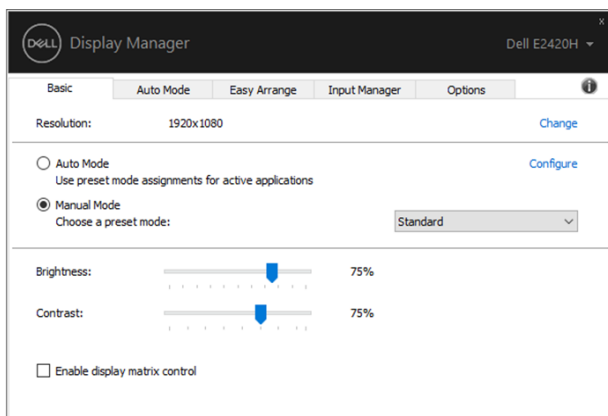 DELL Display Manager
Dell E2420H
x
Basic Auto Mode Easy Arrange Input Manager Options
Resolution: 1920x1080 Change
Auto Mode Configure
Use preset mode assignments for active applications
Manual Mode
Choose a preset mode: Standard
Brightness: 75%
Contrast: 75%
Enable display matrix control